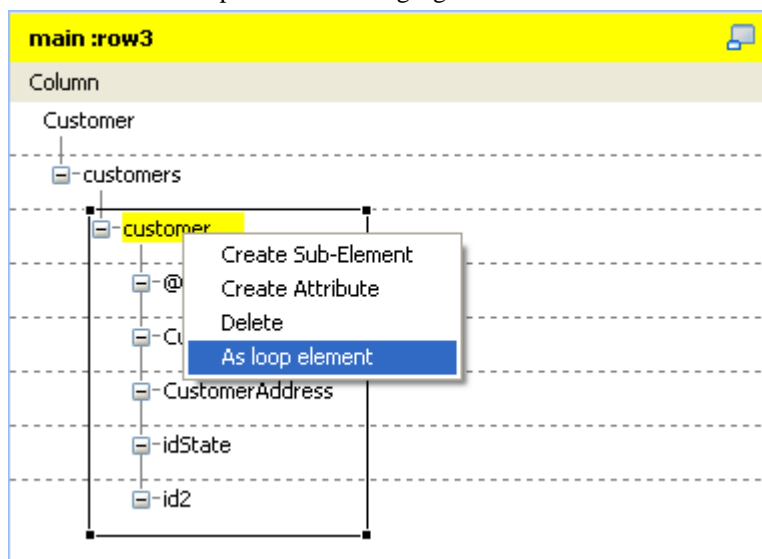 main :row3
Column
Customer
customers
customer
Create Sub-Element
@
Create Attribute
Delete
As loop element
CustomerAddress
idState
id2